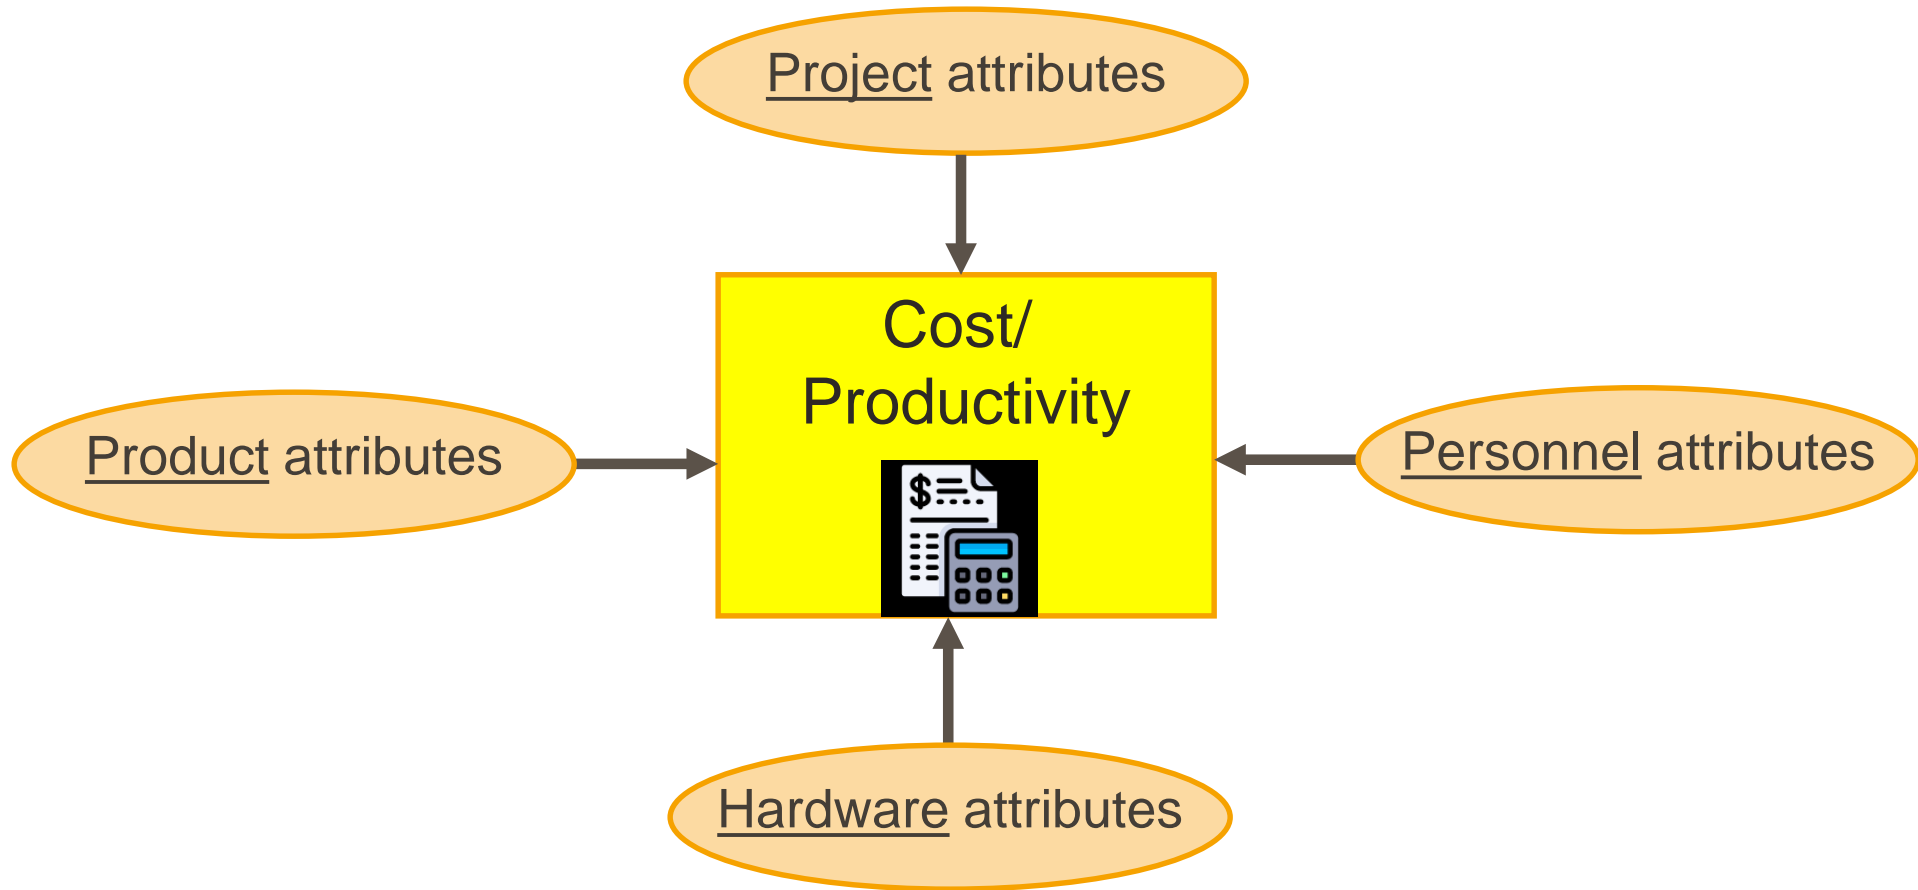 Project attributes
Cost/
Productivity
Product attributes
Personnel attributes
$
Hardware attributes